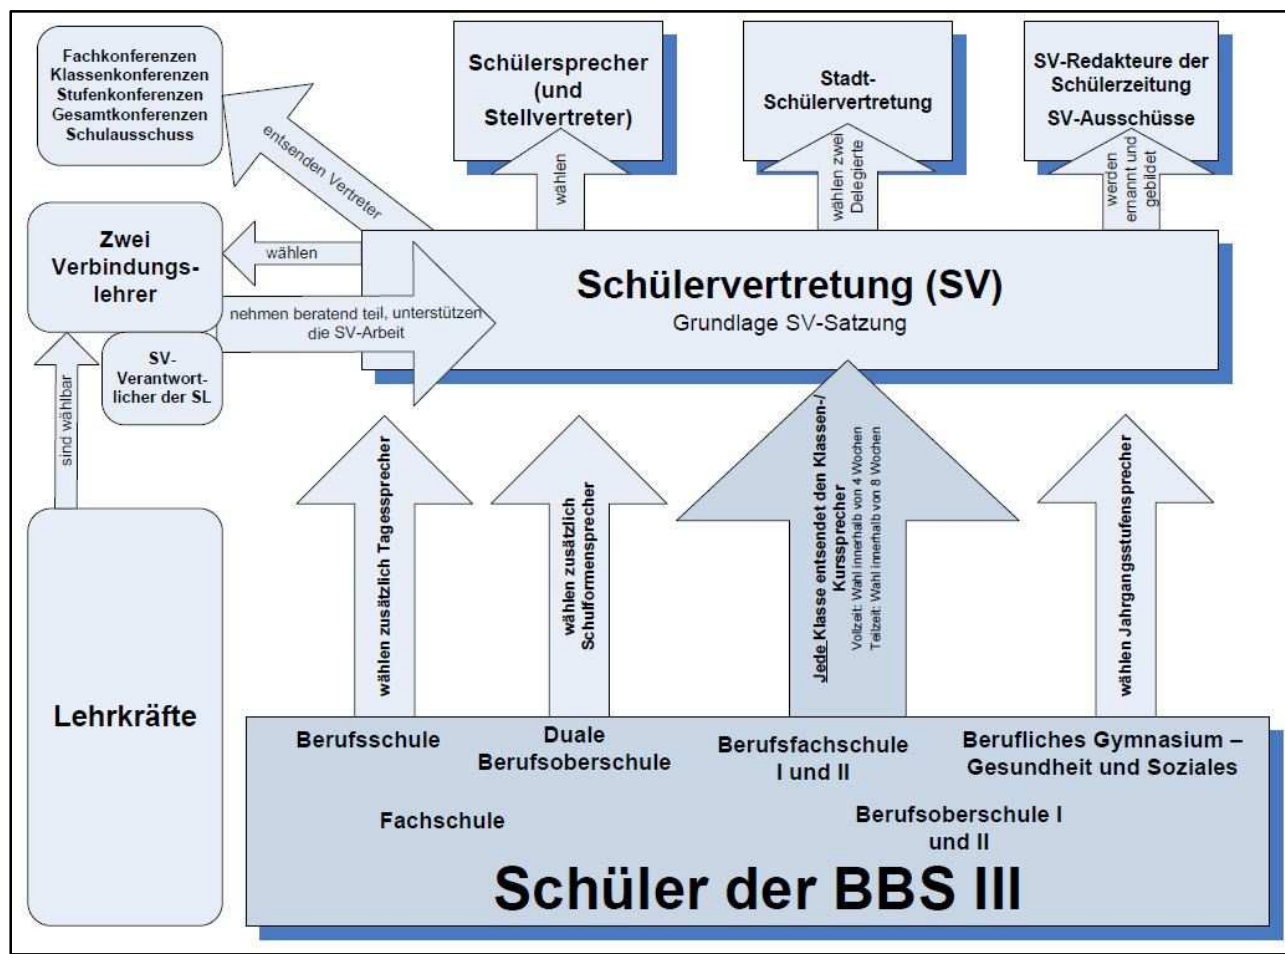 Fachkonferenzen
Klassenkonferenzen
Stufenkonferenzen
Gesamtkonferenzen
Schulausschuss
entsenden Vertreter
Schülersprecher
(und
Stellvertreter)
wählen
Stadt-
Schülervertretung
wählen zwei
Delegierte
SV-Redakteure der
Schülerzeitung
SV-Ausschüsse
werden
ernannt und
gebildet
Zwei
Verbindungs-
lehrer
wählen
Schülervertretung (SV)
Grundlage SV-Satzung
nehmen beratend teil, unterstützen
die SV-Arbeit
SV-
Verantwort-
licher der SL
sind wählbar
wählen zusätzlich Tagessprecher
wählen zusätzlich
Schulformensprecher
Jede Klasse entsendet den Klassen-/
Kurssprecher
Vollzeit: Wahl innerhalb von 4 Wochen
Teilzeit: Wahl innerhalb von 8 Wochen
wählen Jahrgangsstufensprecher
Lehrkräfte
Berufsschule
Duale
Berufsoberschule
Berufsfachschule
I und II
Berufliches Gymnasium –
Gesundheit und Soziales
Fachschule
Berufsoberschule I
und II
Schüler der BBS III